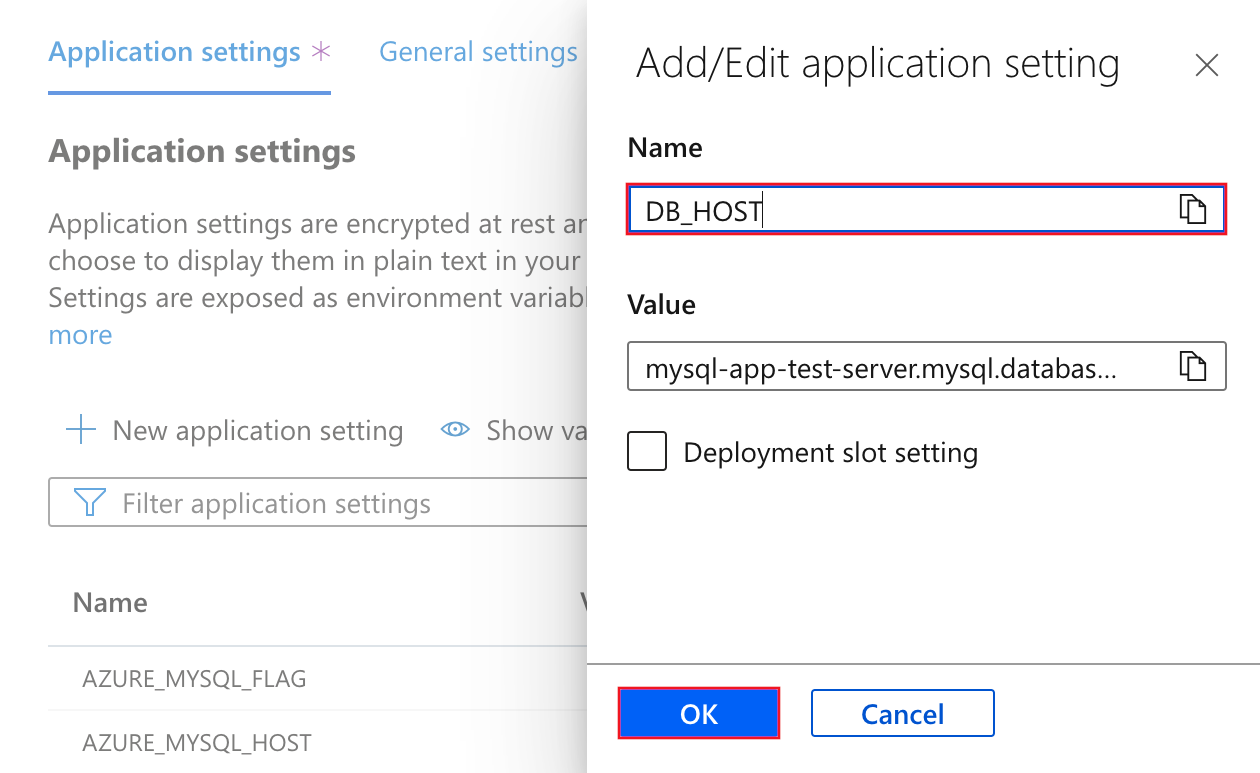 Application settings *
General settings
Application settings
Application settings are encrypted at rest an
choose to display them in plain text in your
Settings are exposed as environment variabl
more
New application setting
Show va
Filter application settings
Name
AZURE_MYSQL_FLAG
AZURE_MYSQL_HOST
Add/Edit application setting
Name
DB_HOST
Value
mysql-app-test-server.mysql.databas...
Deployment slot setting
OK
Cancel